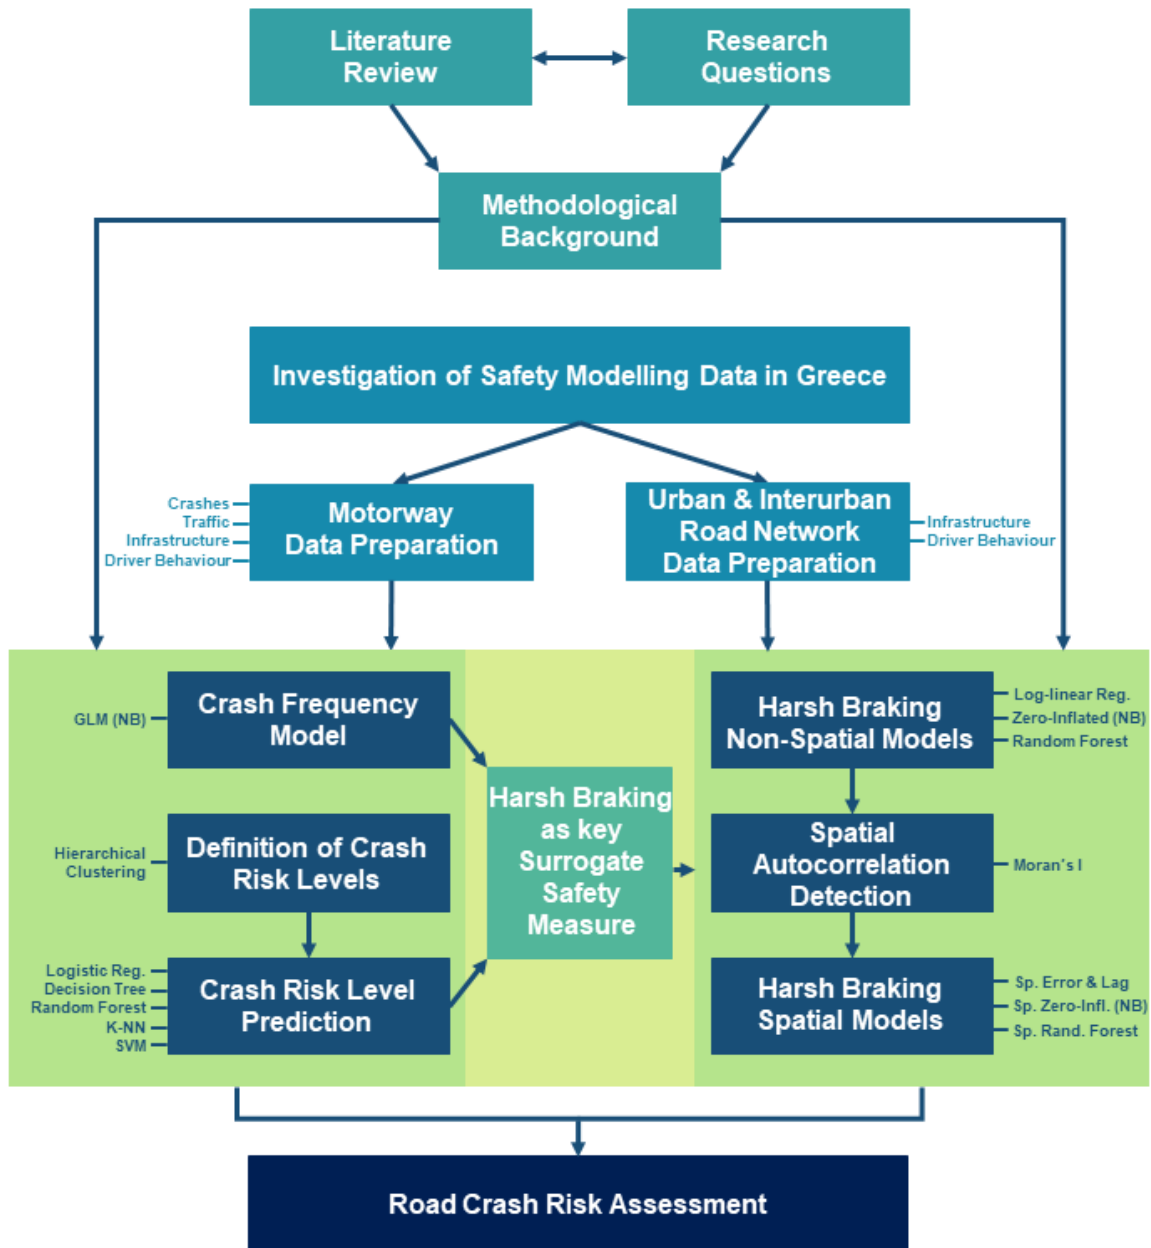 Literature
Review
Research
Questions
Methodological
Background
Investigation of Safety Modelling Data in Greece
Crashes
Traffic
Infrastructure
Driver Behaviour
Motorway
Data Preparation
Urban & Interurban
Road Network
Data Preparation
Infrastructure
Driver Behaviour
GLM (NB)
Crash Frequency
Model
Hierarchical
Clustering
Definition of Crash
Risk Levels
Logistic Reg.
Decision Tree
Random Forest
K-NN
SVM
Crash Risk Level
Prediction
Harsh Braking
as key
Surrogate
Safety
Measure
Harsh Braking
Non-Spatial Models
Log-linear Reg.
Zero-Inflated (NB)
Random Forest
Spatial
Autocorrelation
Detection
Moran's I
Harsh Braking
Spatial Models
Sp. Error & Lag
Sp. Zero-Infl. (NB)
Sp. Rand. Forest
Road Crash Risk Assessment